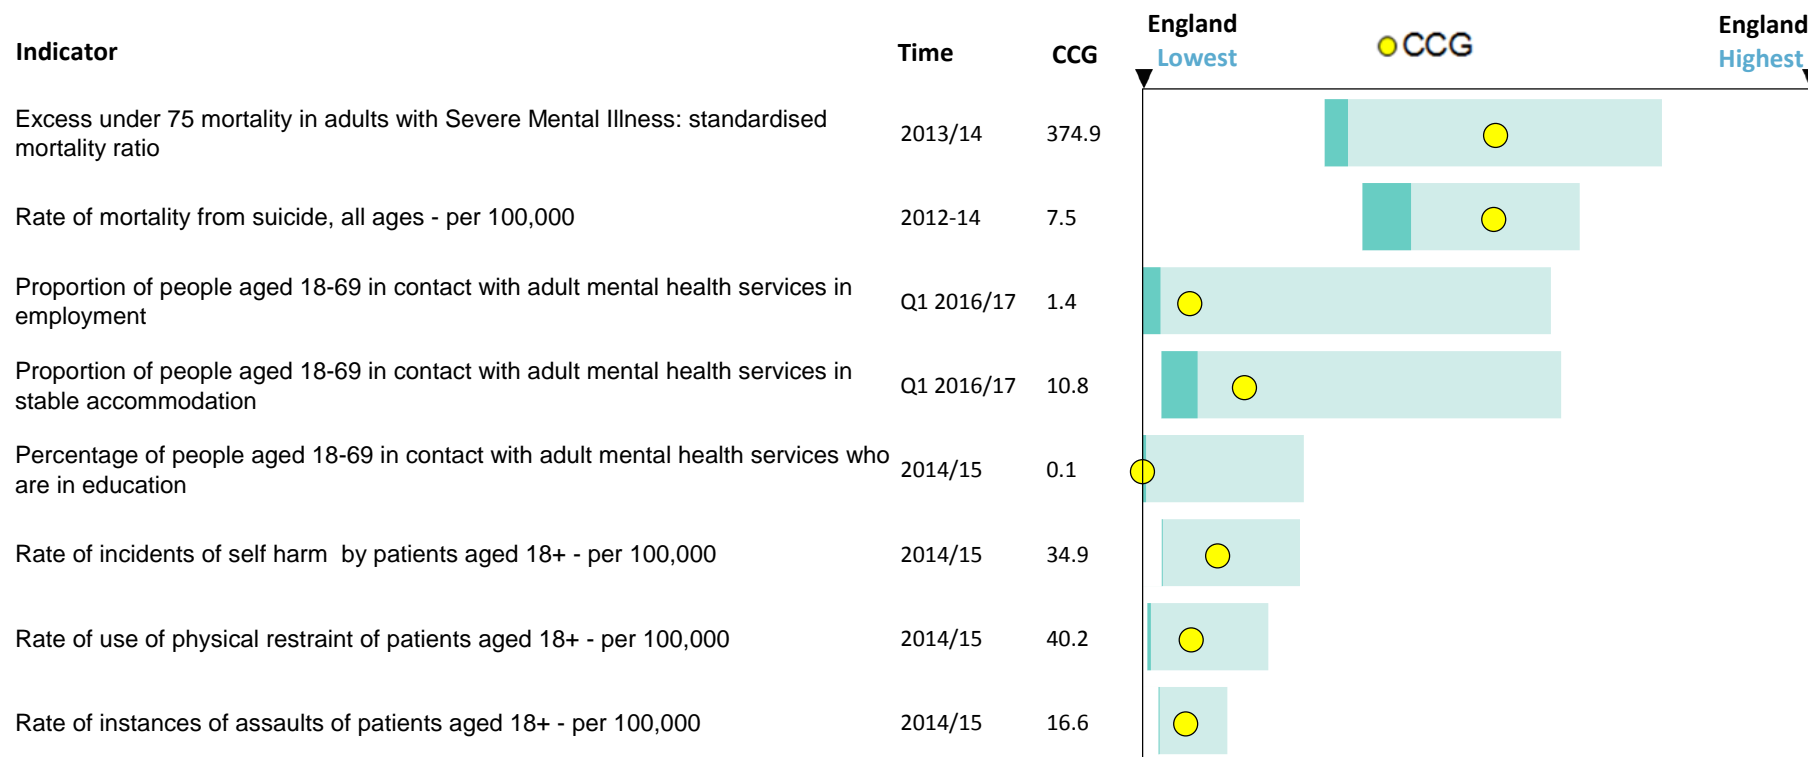 Indicator Time CCG England Lowest CCG England Highest
Excess under 75 mortality in adults with Severe Mental Illness: standardised
mortality ratio
2013/14 374.9
Rate of mortality from suicide, all ages - per 100,000 2012-14 7.5
Proportion of people aged 18-69 in contact with adult mental health services in
employment
Q1 2016/17 1.4
Proportion of people aged 18-69 in contact with adult mental health services in
stable accommodation
Q1 2016/17 10.8
Percentage of people aged 18-69 in contact with adult mental health services who
are in education
2014/15 0.1
Rate of incidents of self harm  by patients aged 18+ - per 100,000 2014/15 34.9
Rate of use of physical restraint of patients aged 18+ - per 100,000 2014/15 40.2
Rate of instances of assaults of patients aged 18+ - per 100,000 2014/15 16.6